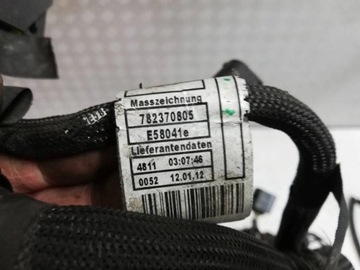 Masszeichnung
782370805
E58041e
Lieferantendaten
4811 03:07:46
0052 12.01.12